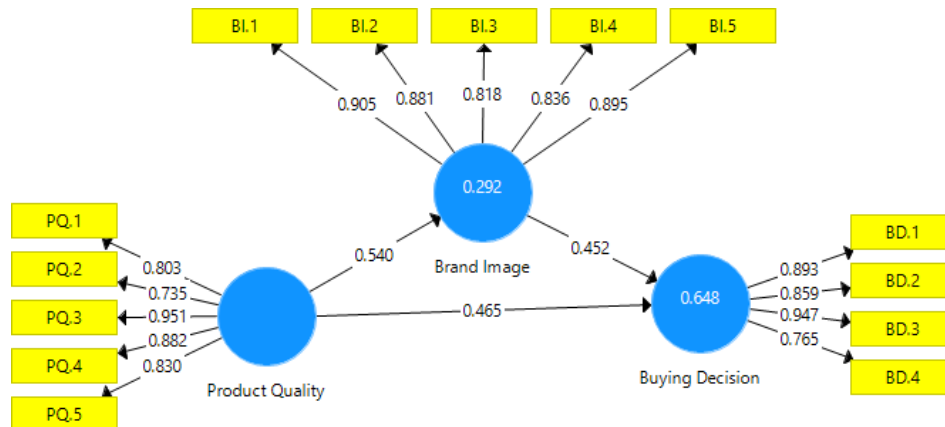 BI.1 BI.2 BI.3 BI.4 BI.5
0.905 0.881 0.818 0.836 0.895
0.292
Brand Image
PQ.1
PQ.2
PQ.3
PQ.4
PQ.5
0.803
0.735
0.951
0.882
0.830
0.540
0.452
0.465
Product Quality
0.648
Buying Decision
0.893
0.859
0.947
0.765
BD.1
BD.2
BD.3
BD.4